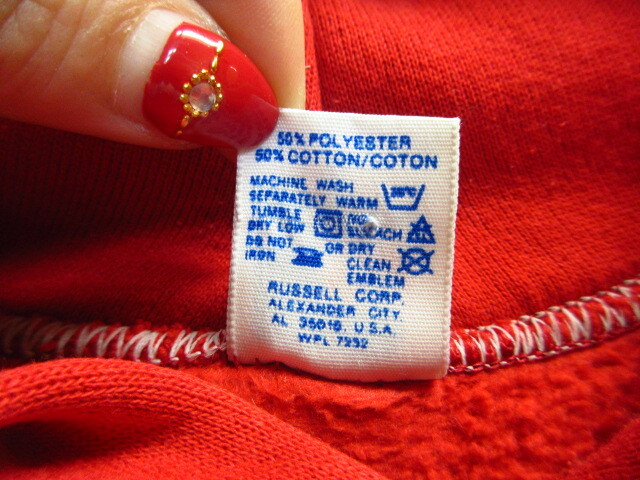 50% POLYESTER
50% COTTON/COTON
MACHINE WASH
SEPARATELY WARM
TUMBLE NO
DRY LOW BLEACH
DO NOT OR DRY
IRON CLEAN
EMBLEM
RUSSELL CORP.
ALEXANDER CITY,
AL 35010 U.S.A.
WPL 7252